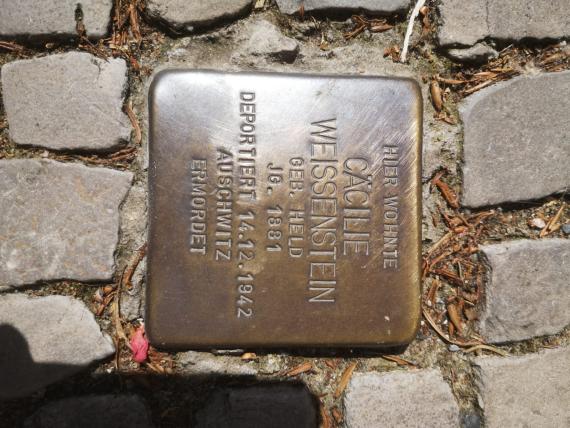 HIER WOHNTE
CÄCILIE
WEISSENSTEIN
GEB. HELD
JG. 1881
DEPORTIERT 14.12.1942
AUSCHWITZ
ERMORDET